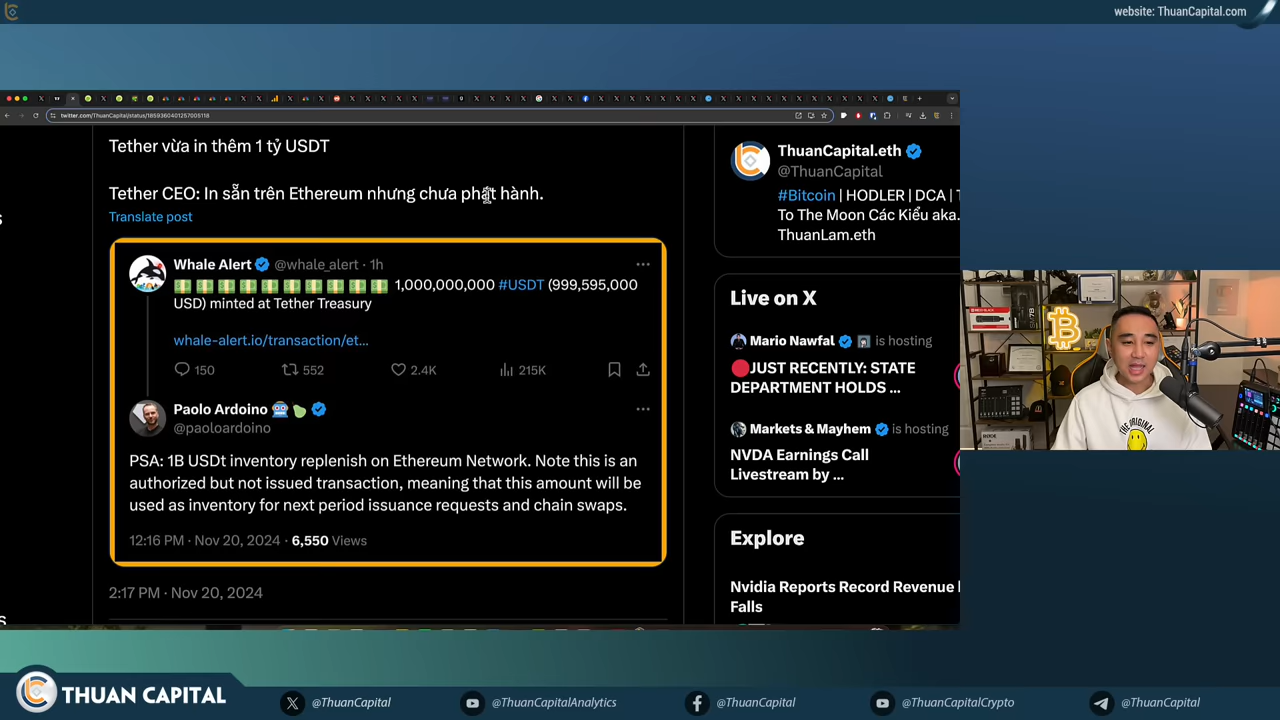 website: ThuanCapital.com
twitter.com/ThuanCapital/status/1859360401257005118
Tether vừa in thêm 1 tỷ USDT
Tether CEO: In sẵn trên Ethereum nhưng chưa phát hành.
Translate post
Whale Alert @whale_alert · 1h
1,000,000,000 #USDT (999,595,000
USD) minted at Tether Treasury
whale-alert.io/transaction/et...
150 552 2.4K 215K
Paolo Ardoino
@paoloardoino
PSA: 1B USDt inventory replenish on Ethereum Network. Note this is an
authorized but not issued transaction, meaning that this amount will be
used as inventory for next period issuance requests and chain swaps.
12:16 PM · Nov 20, 2024 · 6,550 Views
2:17 PM · Nov 20, 2024
ThuanCapital.eth
@ThuanCapital
#Bitcoin | HODLER | DCA |
To The Moon Các Kiểu aka.
ThuanLam.eth
Live on X
Mario Nawfal is hosting
JUST RECENTLY: STATE
DEPARTMENT HOLDS ...
Markets & Mayhem is hosting
NVDA Earnings Call
Livestream by ...
Explore
Nvidia Reports Record Revenue
Falls
THE ORIGINAL
THUAN CAPITAL
@ThuanCapital
@ThuanCapitalAnalytics
@ThuanCapital
@ThuanCapitalCrypto
@ThuanCapital